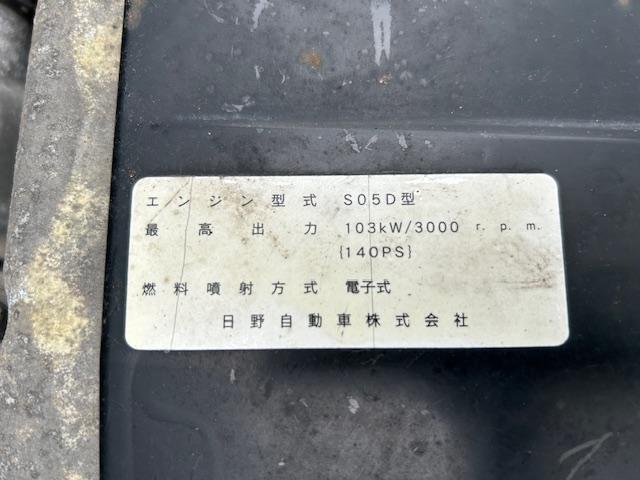 エンジン型式 S05D型
最高出力 103kW/3000 r.p.m.
{140PS}
燃料噴射方式 電子式
日野自動車株式会社